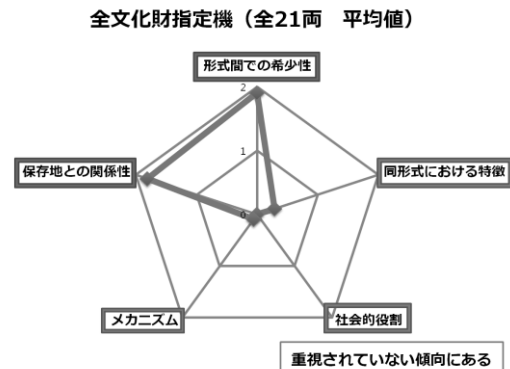 全文化財指定機（全21両　平均値）
形式間での希少性
2
保存地との関係性
1
同形式における特徴
0
メカニズム
社会的役割
重視されていない傾向にある